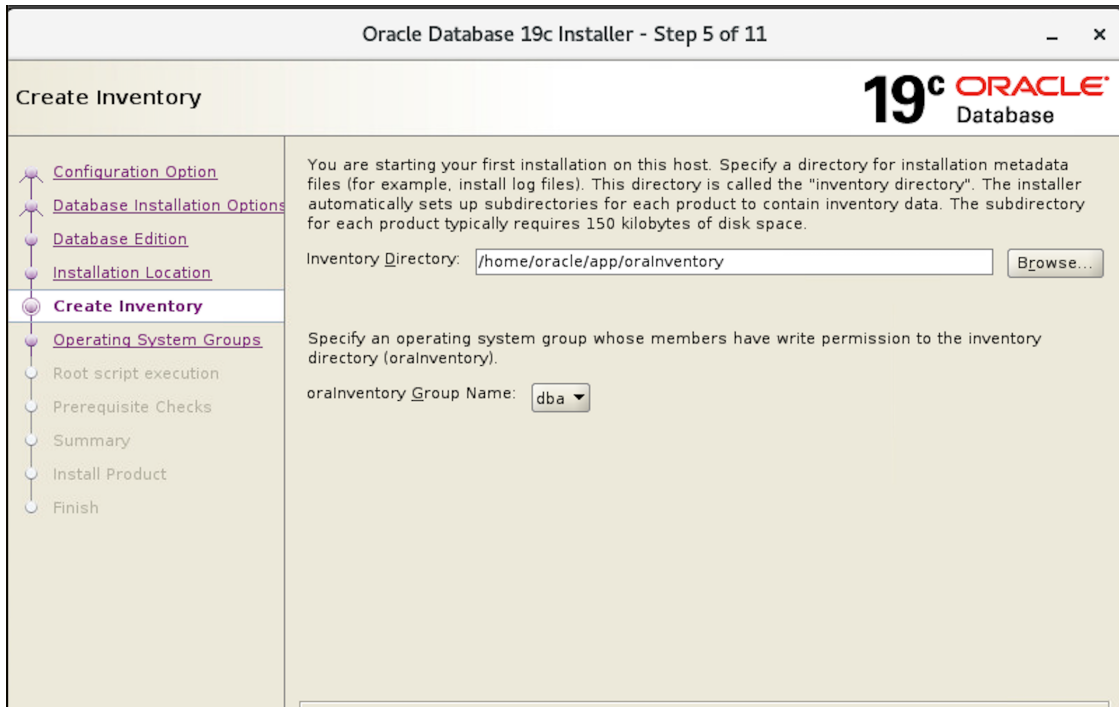 Oracle Database 19c Installer - Step 5 of 11
Create Inventory
19c ORACLE
Database
Configuration Option
Database Installation Options
Database Edition
Installation Location
Create Inventory
Operating System Groups
Root script execution
Prerequisite Checks
Summary
Install Product
Finish
You are starting your first installation on this host. Specify a directory for installation metadata
files (for example, install log files). This directory is called the "inventory directory". The installer
automatically sets up subdirectories for each product to contain inventory data. The subdirectory
for each product typically requires 150 kilobytes of disk space.
Inventory Directory: /home/oracle/app/oraInventory Browse...
Specify an operating system group whose members have write permission to the inventory
directory (oraInventory).
oraInventory Group Name: dba